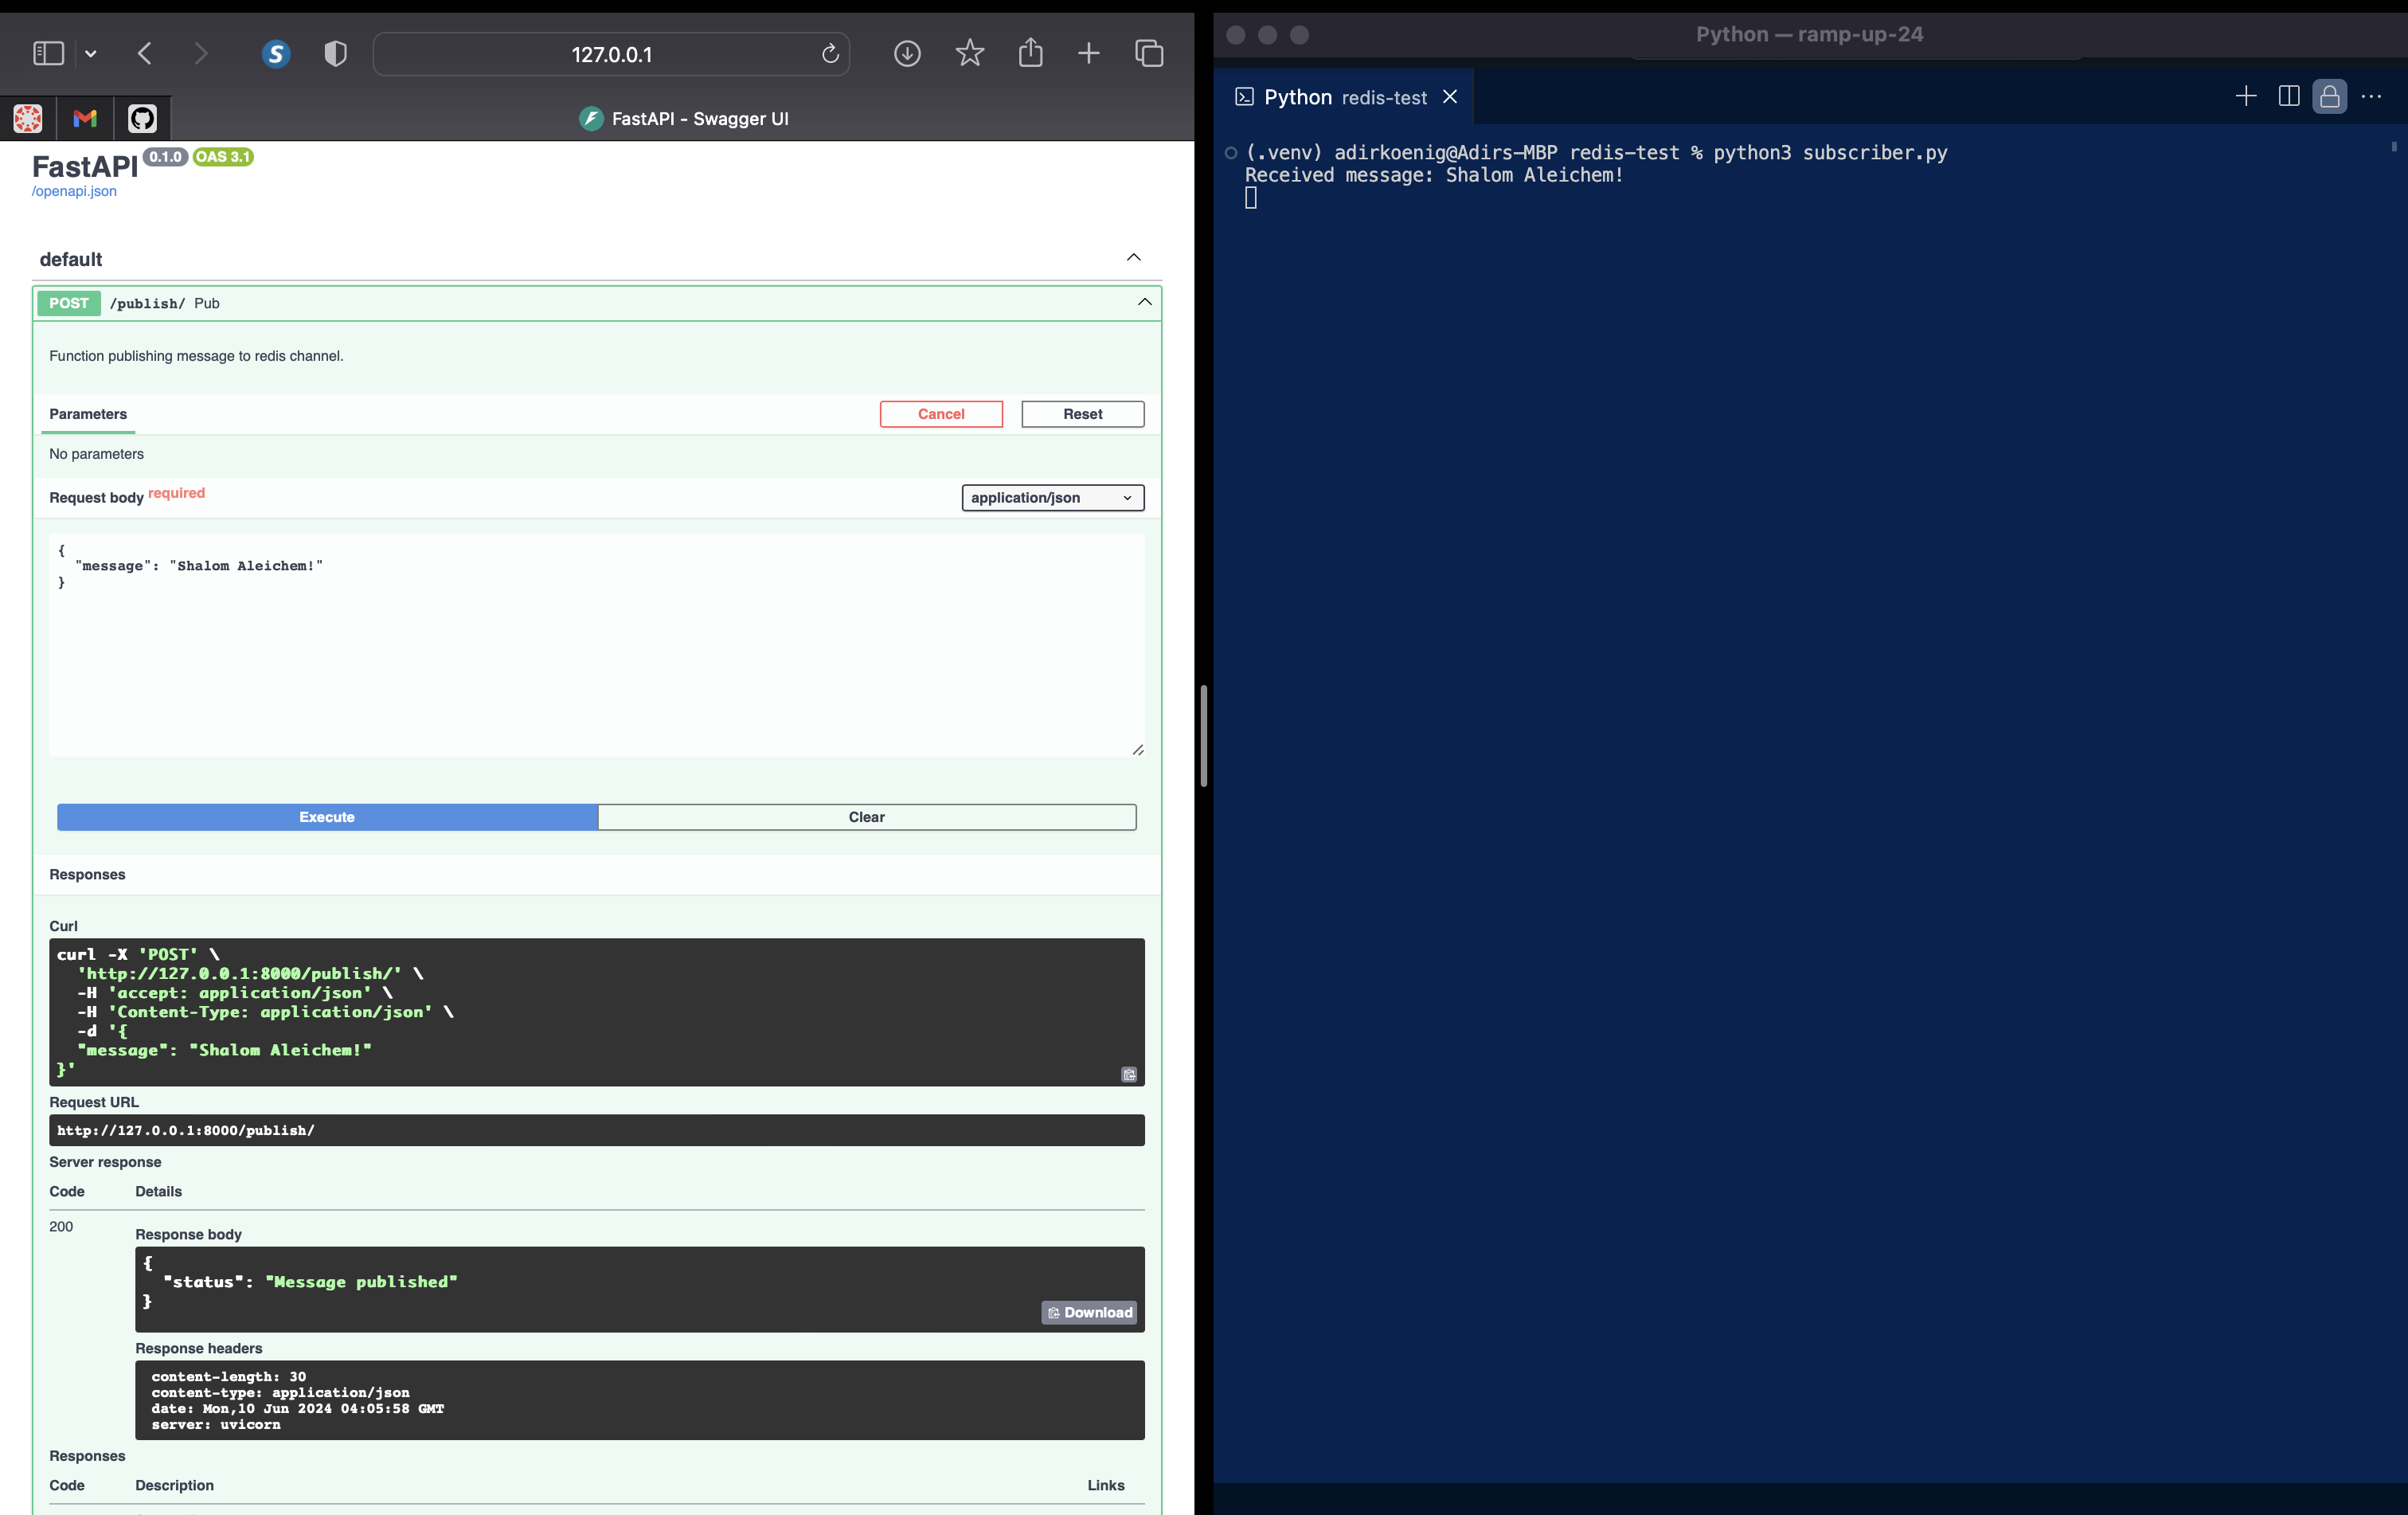 127.0.0.1
FastAPI - Swagger UI
FastAPI 0.1.0 OAS 3.1
/openapi.json
default
POST /publish/ Pub
Function publishing message to redis channel.
Parameters
Cancel
Reset
No parameters
Request body required
application/json
{
  "message": "Shalom Aleichem!"
}
Execute
Clear
Responses
Curl
curl -X 'POST' \
  'http://127.0.0.1:8000/publish/' \
  -H 'accept: application/json' \
  -H 'Content-Type: application/json' \
  -d '{
  "message": "Shalom Aleichem!"
}'
Request URL
http://127.0.0.1:8000/publish/
Server response
Code Details
200
Response body
{
  "status": "Message published"
}
Download
Response headers
content-length: 30
content-type: application/json
date: Mon,10 Jun 2024 04:05:58 GMT
server: uvicorn
Responses
Code Description Links
Python — ramp-up-24
Python redis-test
(.venv) adirkoenig@Adirs-MBP redis-test % python3 subscriber.py
Received message: Shalom Aleichem!